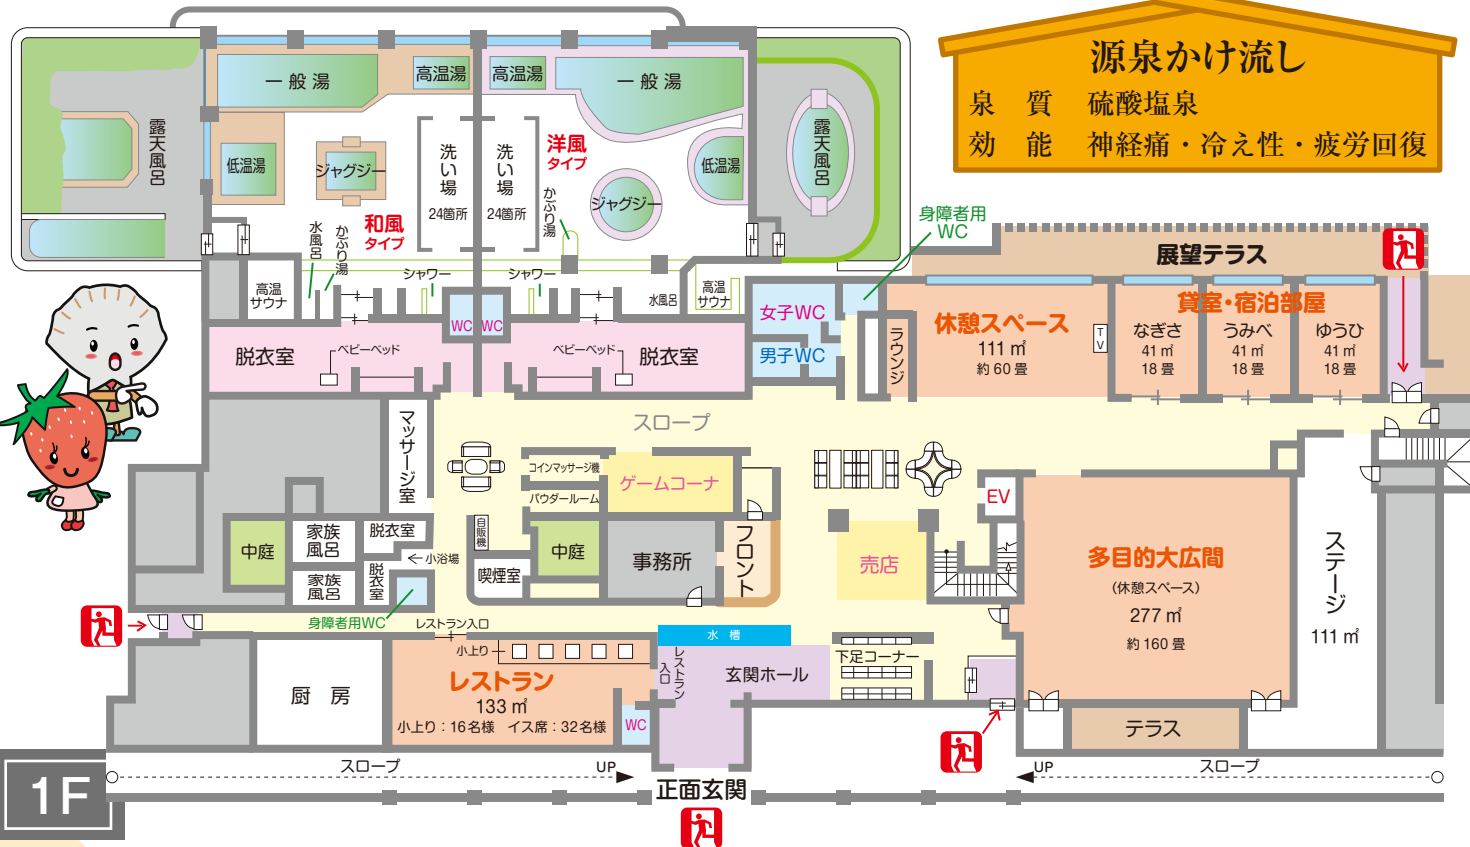 源泉かけ流し
泉 質 硫酸塩泉
効 能 神経痛・冷え性・疲労回復
一般湯
高温湯
高温湯
一般湯
露天風呂
低温湯
ジャグジー
洗い場
24箇所
洗い場
24箇所
洋風
タイプ
和風
タイプ
かぶり湯
ジャグジー
低温湯
露天風呂
水風呂
かぶり湯
高温
サウナ
シャワー
シャワー
水風呂
高温
サウナ
WC
WC
脱衣室
ベビーベッド
ベビーベッド
脱衣室
女子WC
男子WC
身障者用
WC
ラウンジ
展望テラス
休憩スペース
111㎡
約60畳
TV
貸室・宿泊部屋
なぎさ
41㎡
18畳
うみべ
41㎡
18畳
ゆうひ
41㎡
18畳
スロープ
マッサージ室
コインマッサージ機
パウダールーム
ゲームコーナ
自販機
喫煙室
中庭
事務所
フロント
売店
EV
中庭
家族
風呂
家族
風呂
脱衣室
脱衣室
←小浴場
身障者用WC
多目的大広間
(休憩スペース)
277㎡
約160畳
ステージ
111㎡
テラス
レストラン入口
小上り
レストラン
133㎡
小上り：16名様 イス席：32名様
WC
厨房
水槽
レストラン
入口
玄関ホール
下足コーナー
スロープ
UP
正面玄関
UP
スロープ
1F